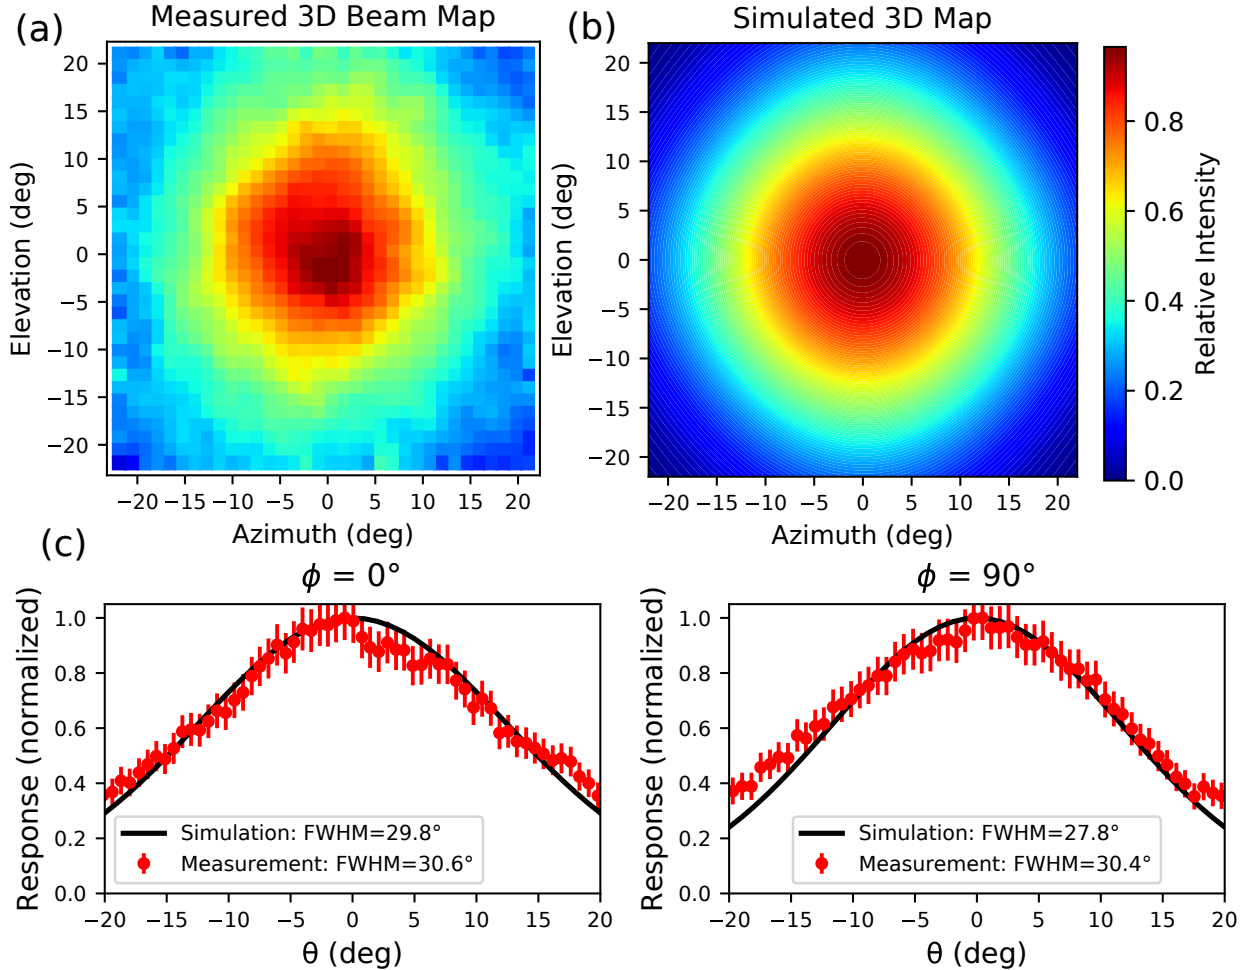 (a)
Measured 3D Beam Map
(b)
Simulated 3D Map
Elevation (deg)
20
15
10
5
0
−5
−10
−15
−20
−20 −15 −10 −5 0 5 10 15 20
Azimuth (deg)
Elevation (deg)
20
15
10
5
0
−5
−10
−15
−20
−20 −15 −10 −5 0 5 10 15 20
Azimuth (deg)
0.8
0.6
0.4
0.2
0.0
Relative Intensity
(c)
ϕ = 0°
Response (normalized)
1.0
0.8
0.6
0.4
0.2
0.0
Simulation: FWHM=29.8°
Measurement: FWHM=30.6°
−20 −15 −10 −5 0 5 10 15 20
θ (deg)
ϕ = 90°
Response (normalized)
1.0
0.8
0.6
0.4
0.2
0.0
Simulation: FWHM=27.8°
Measurement: FWHM=30.4°
−20 −15 −10 −5 0 5 10 15 20
θ (deg)